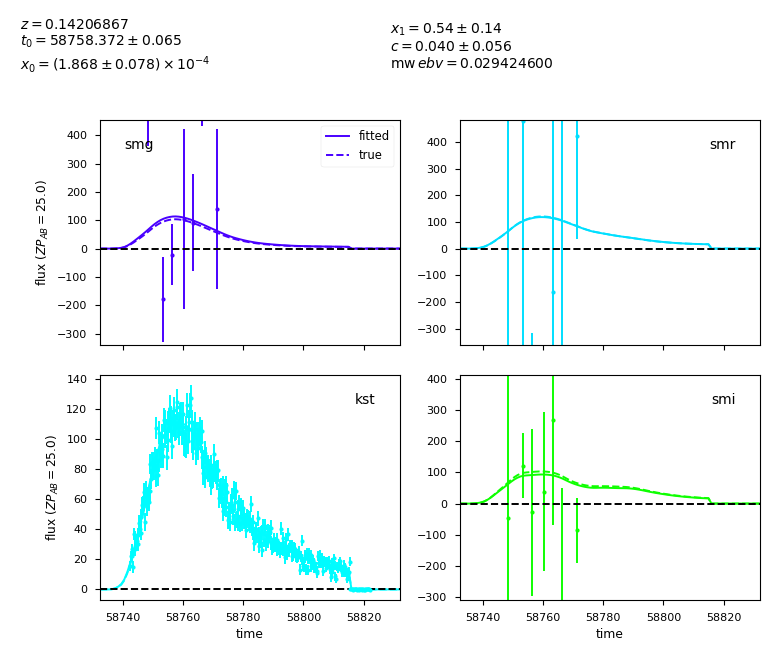 z = 0.14206867
t₀ = 58758.372 ± 0.065
x₀ = (1.868 ± 0.078) × 10⁻⁴
x₁ = 0.54 ± 0.14
c = 0.040 ± 0.056
mw ebv = 0.029424600
smg
fitted
true
400
300
200
100
0
−100
−200
−300
flux (ZP_AB = 25.0)
smr
400
300
200
100
0
−100
−200
−300
kst
140
120
100
80
60
40
20
0
flux (ZP_AB = 25.0)
58740 58760 58780 58800 58820
time
smi
400
300
200
100
0
−100
−200
−300
58740 58760 58780 58800 58820
time